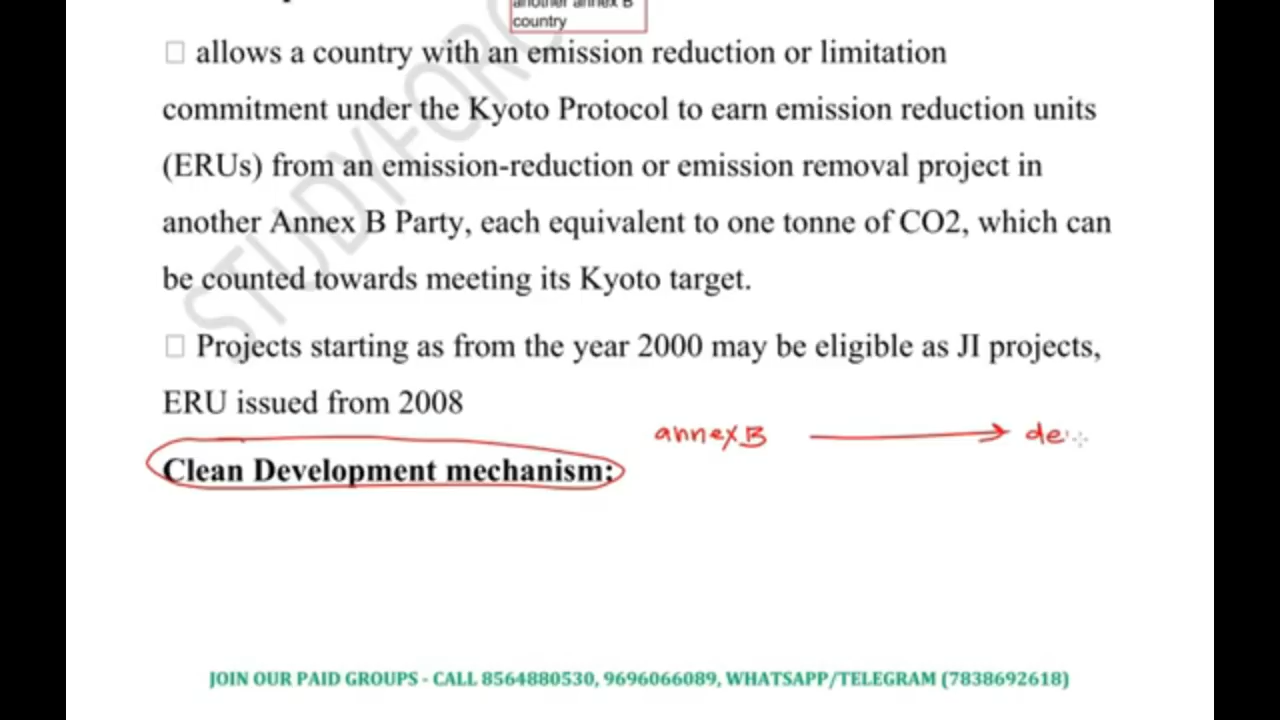 another annex B
country
allows a country with an emission reduction or limitation
commitment under the Kyoto Protocol to earn emission reduction units
(ERUs) from an emission-reduction or emission removal project in
another Annex B Party, each equivalent to one tonne of CO2, which can
be counted towards meeting its Kyoto target.
Projects starting as from the year 2000 may be eligible as JI projects,
ERU issued from 2008
annex B de
Clean Development mechanism:
JOIN OUR PAID GROUPS - CALL 8564880530, 9696066089, WHATSAPP/TELEGRAM (7838692618)